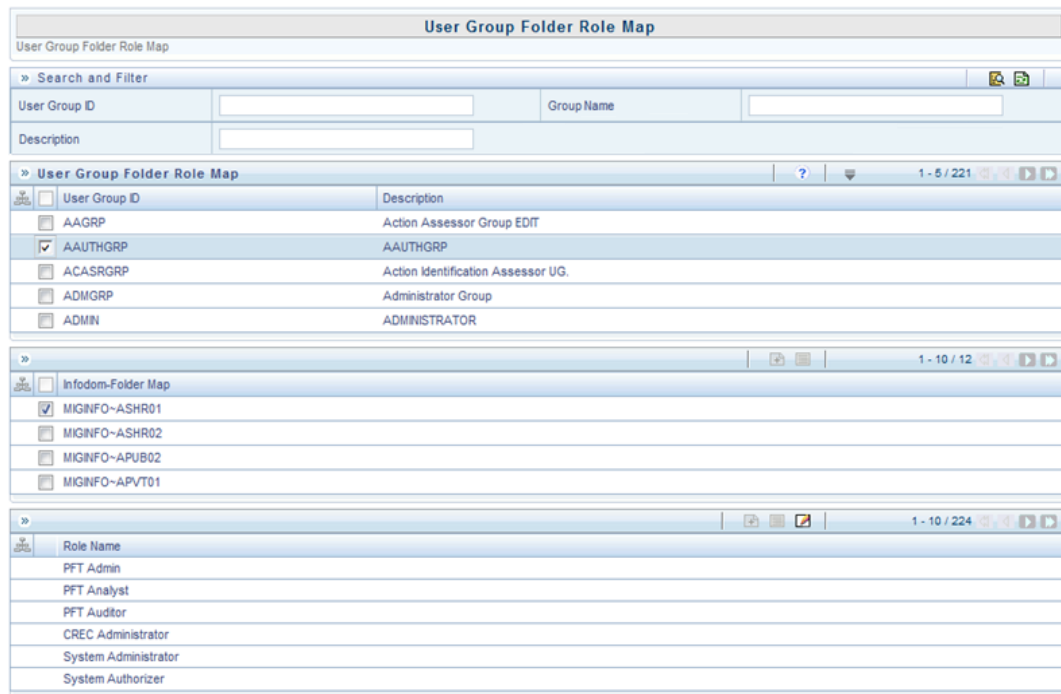 User Group Folder Role Map
User Group Folder Role Map
» Search and Filter
User Group ID Group Name
Description
» User Group Folder Role Map ? 1 - 5 / 221
User Group ID Description
AAGRP Action Assessor Group EDIT
AAUTHGRP AAUTHGRP
ACASRGRP Action Identification Assessor UG.
ADMGRP Administrator Group
ADMIN ADMINISTRATOR
» 1 - 10 / 12
Infodom-Folder Map
MIGINFO~ASHR01
MIGINFO~ASHR02
MIGINFO~APUB02
MIGINFO~APVT01
» 1 - 10 / 224
Role Name
PFT Admin
PFT Analyst
PFT Auditor
CREC Administrator
System Administrator
System Authorizer